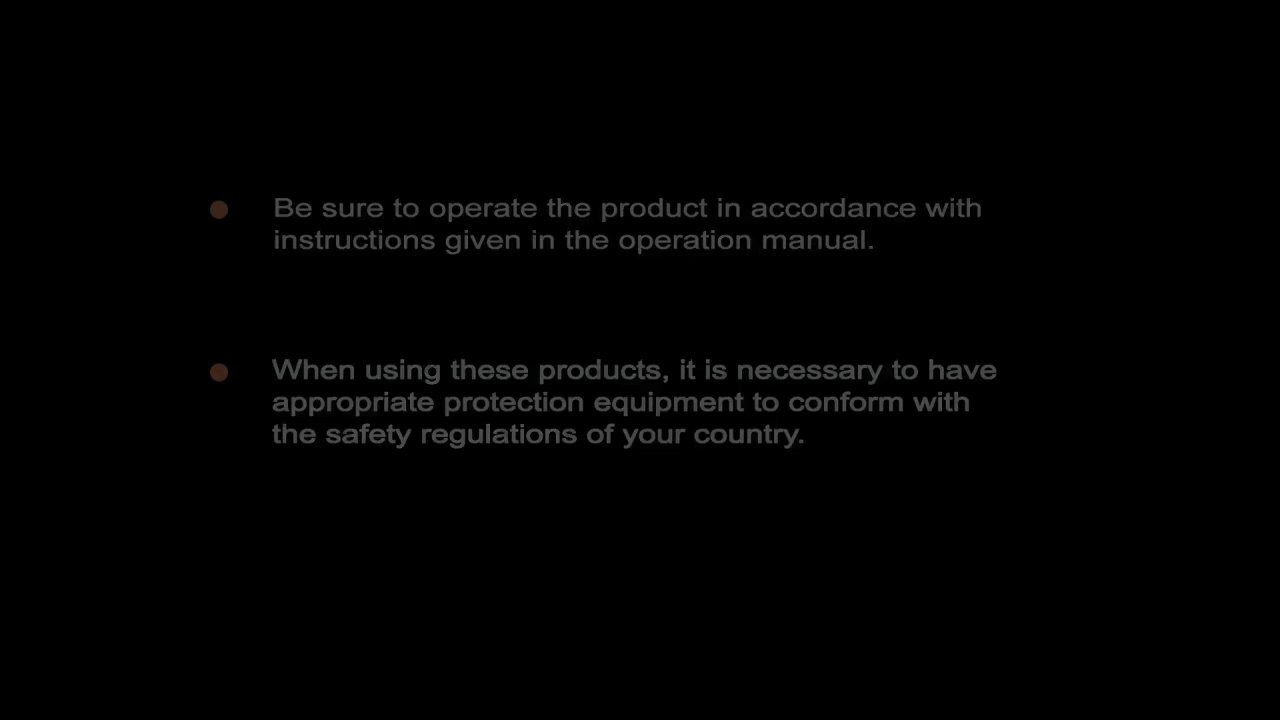 Be sure to operate the product in accordance with
instructions given in the operation manual.
When using these products, it is necessary to have
appropriate protection equipment to conform with
the safety regulations of your country.